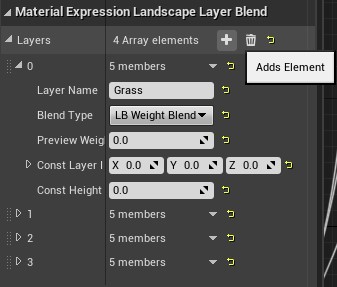 Material Expression Landscape Layer Blend
Layers 4 Array elements
Adds Element
0 5 members
Layer Name Grass
Blend Type LB Weight Blend
Preview Weig 0.0
Const Layer I X 0.0 Y 0.0 Z 0.0
Const Height 0.0
1 5 members
2 5 members
3 5 members